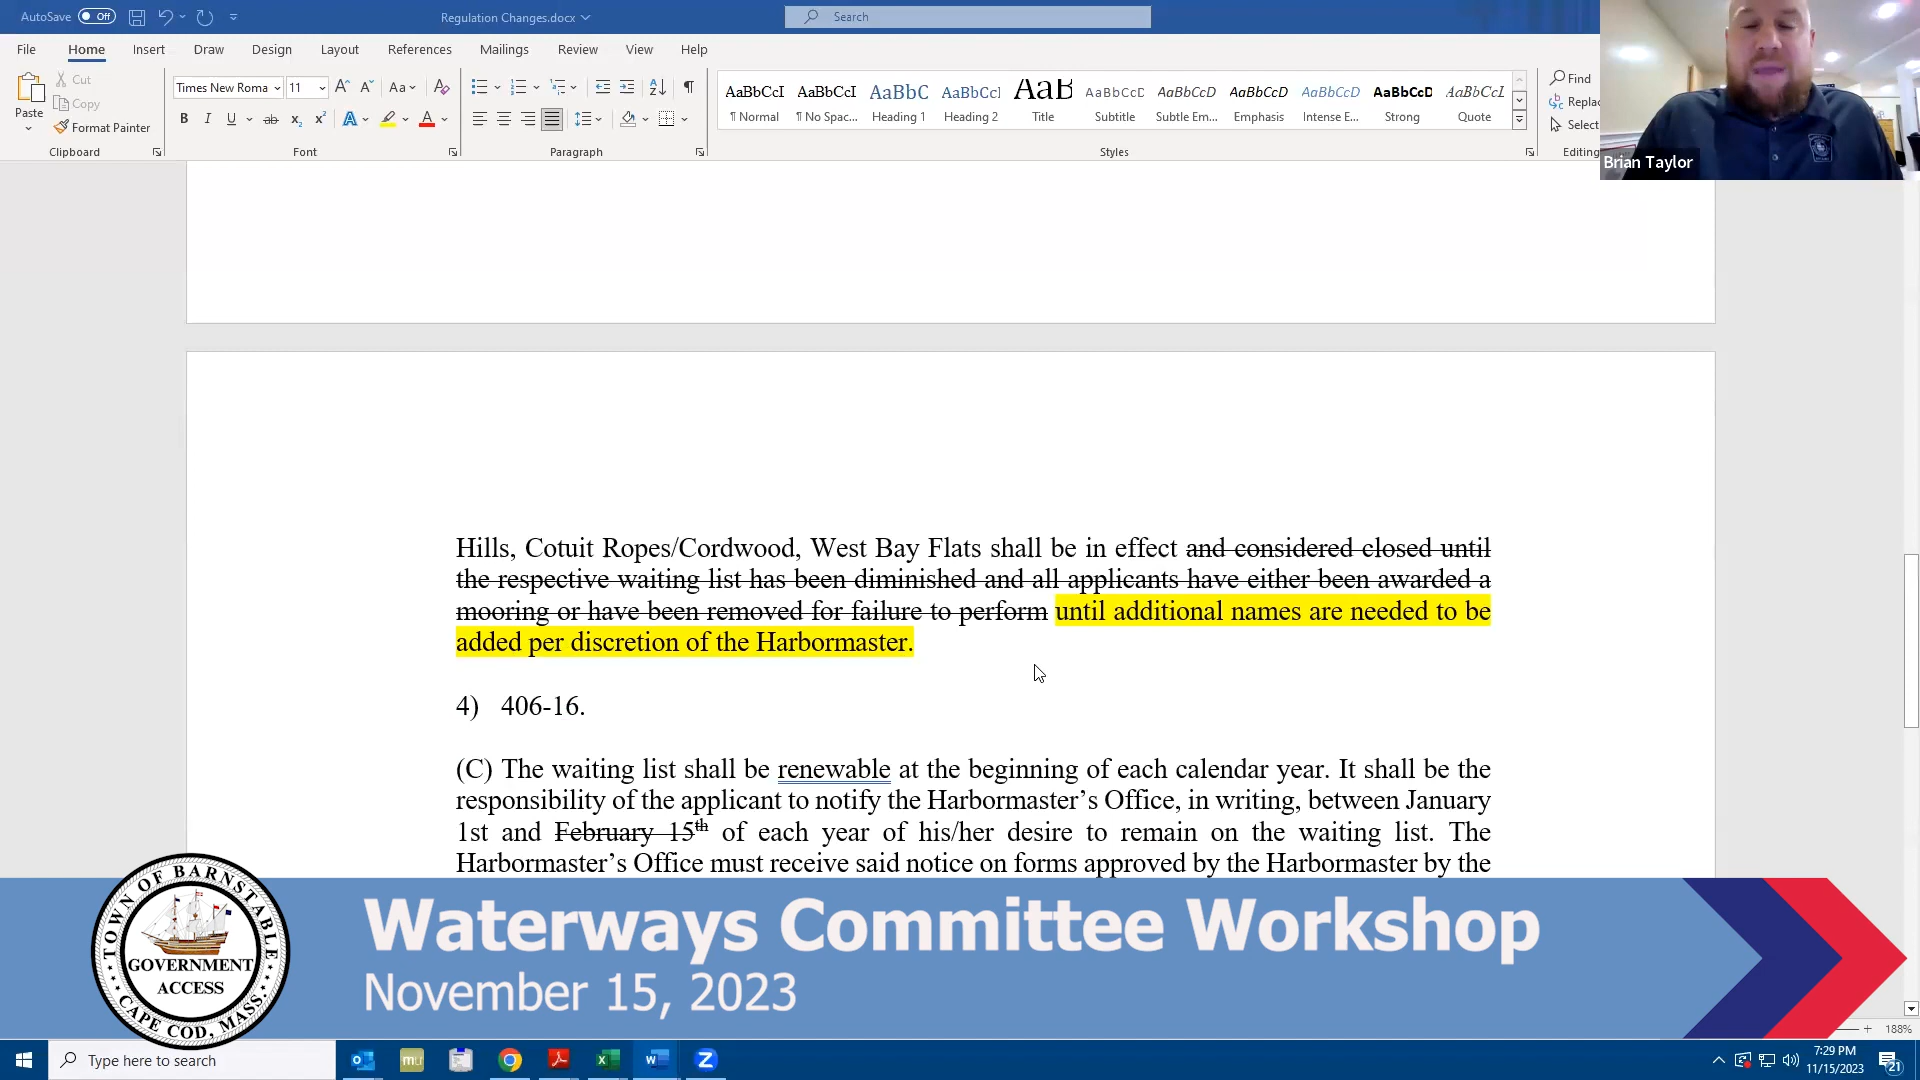 AutoSave Off
Regulation Changes.docx
Search
File Home Insert Draw Design Layout References Mailings Review View Help
Paste
Cut
Copy
Format Painter
Clipboard
Times New Roma 11
Font
Paragraph
AaBbCcI AaBbCcI AaBbC AaBbCcI AaB AaBbCcD AaBbCcD AaBbCcD AaBbCcD AaBbCcD AaBbCcL
¶ Normal ¶ No Spac... Heading 1 Heading 2 Title Subtitle Subtle Em... Emphasis Intense E... Strong Quote
Styles
Find
Replac
Select
Editing
Brian Taylor
Hills, Cotuit Ropes/Cordwood, West Bay Flats shall be in effect and considered closed until
the respective waiting list has been diminished and all applicants have either been awarded a
mooring or have been removed for failure to perform until additional names are needed to be
added per discretion of the Harbormaster.
4) 406-16.
(C) The waiting list shall be renewable at the beginning of each calendar year. It shall be the
responsibility of the applicant to notify the Harbormaster's Office, in writing, between January
1st and February 15th of each year of his/her desire to remain on the waiting list. The
Harbormaster's Office must receive said notice on forms approved by the Harbormaster by the
TOWN OF BARNSTABLE
GOVERNMENT
ACCESS
CAPE COD, MASS.
Waterways Committee Workshop
November 15, 2023
188%
Type here to search
7:29 PM
11/15/2023
21